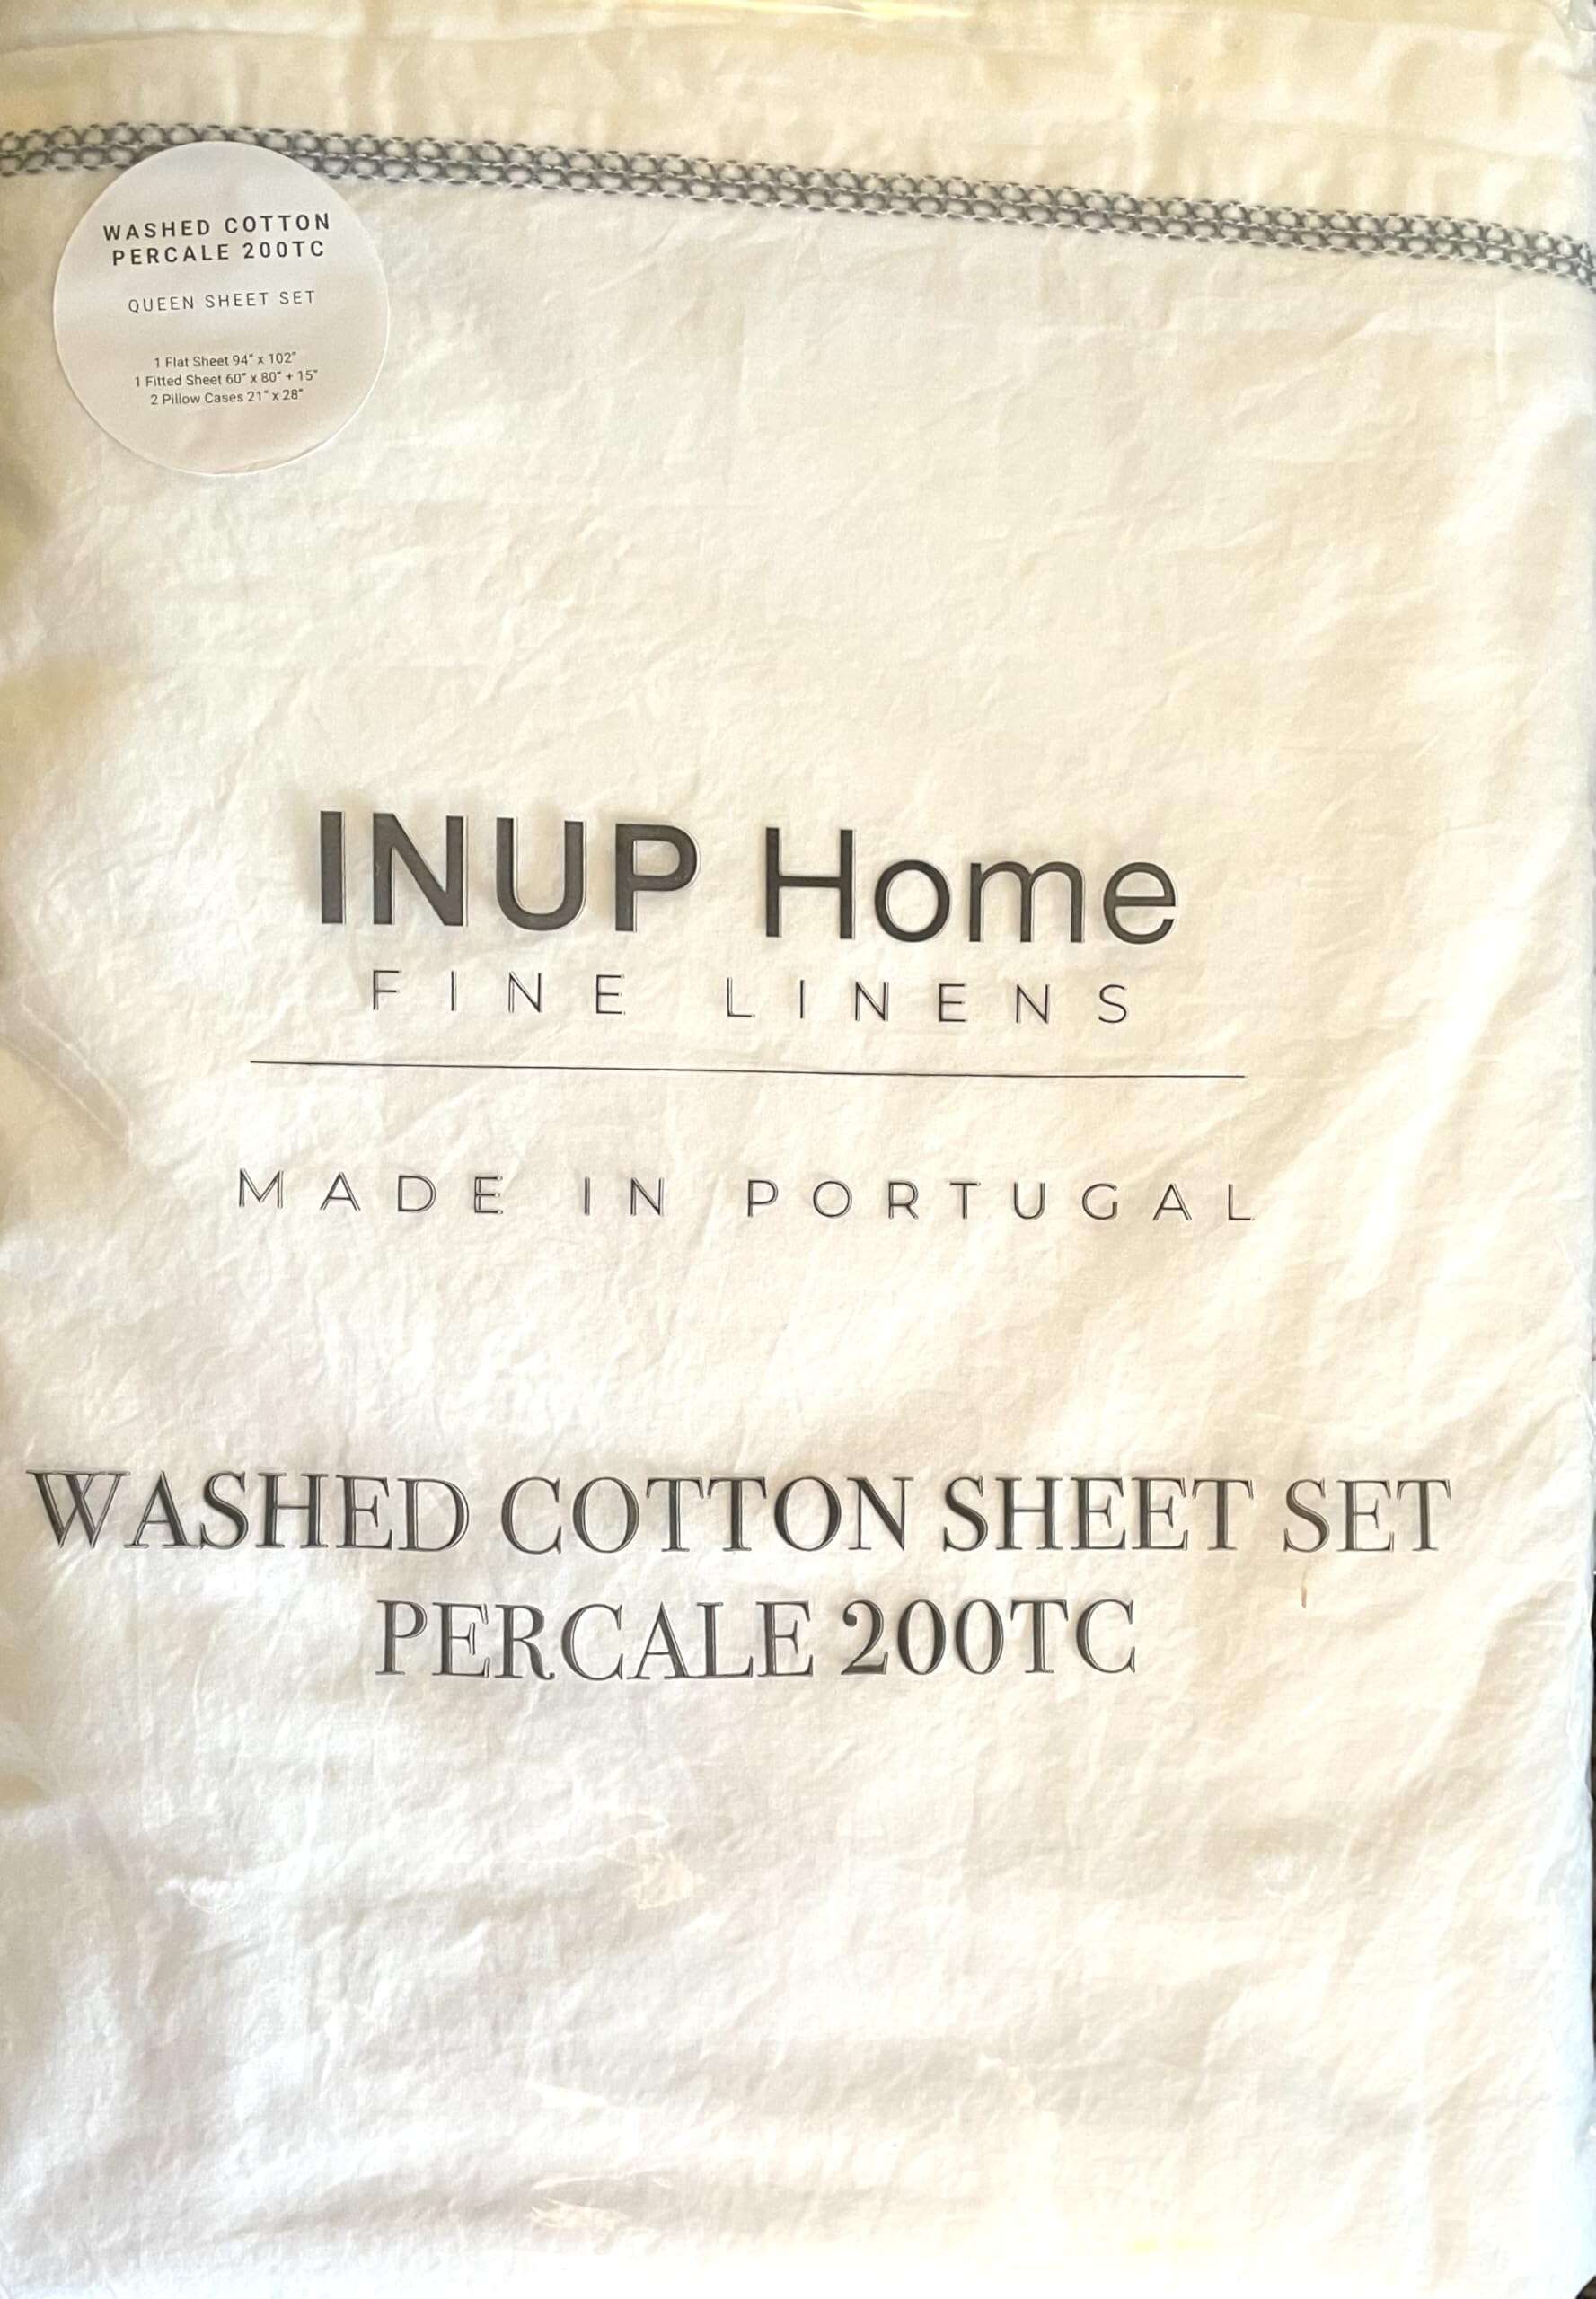 WASHED COTTON
PERCALE 200TC
QUEEN SHEET SET
1 Flat Sheet 94" x 102"
1 Fitted Sheet 60" x 80" + 15"
2 Pillow Cases 21" x 28"
INUP Home
FINE LINENS
MADE IN PORTUGAL
WASHED COTTON SHEET SET
PERCALE 200TC